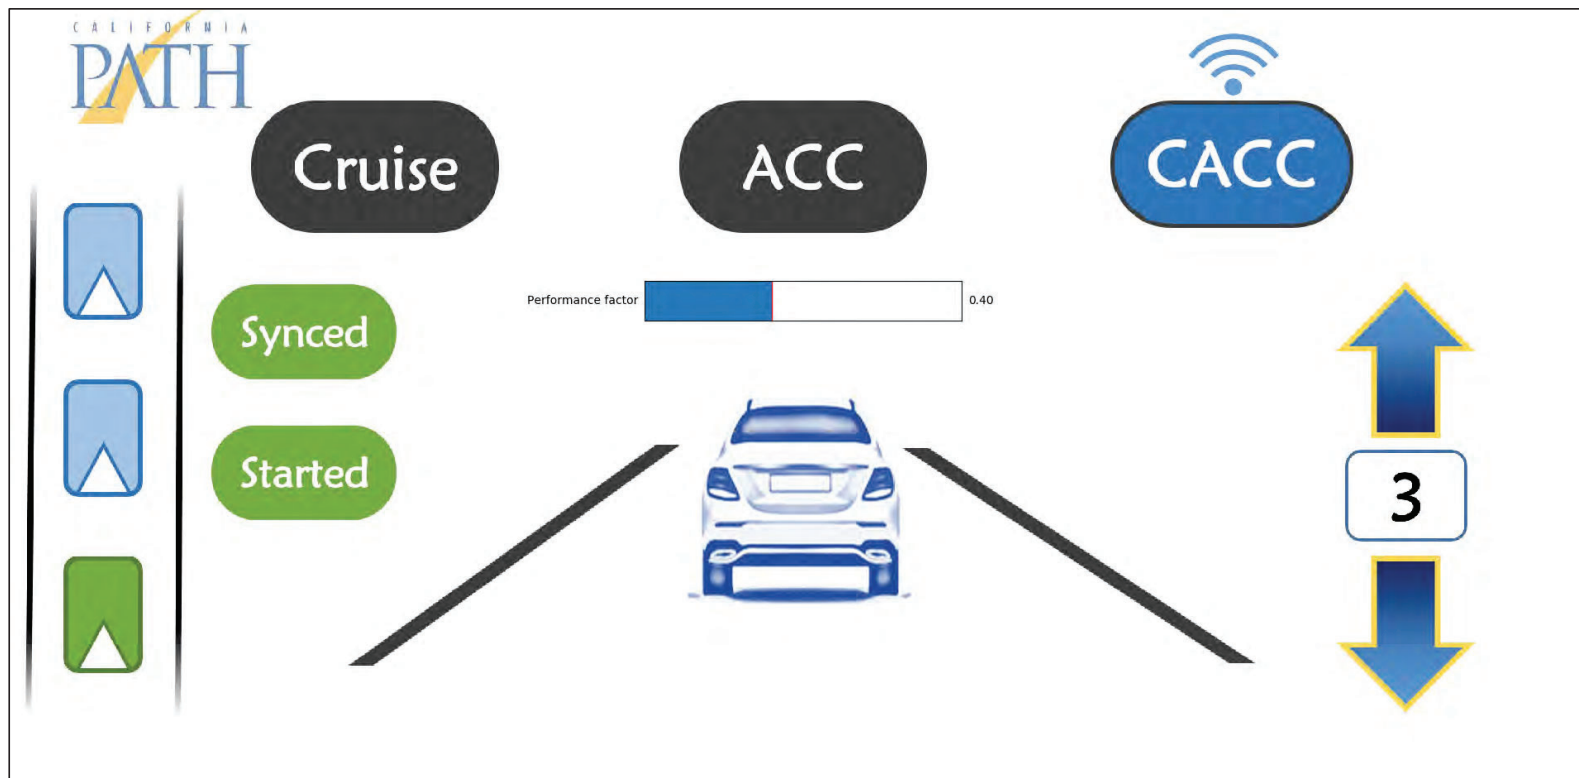 CALIFORNIA
PATH
Cruise
ACC
CACC
Synced
Performance factor
0.40
Started
3